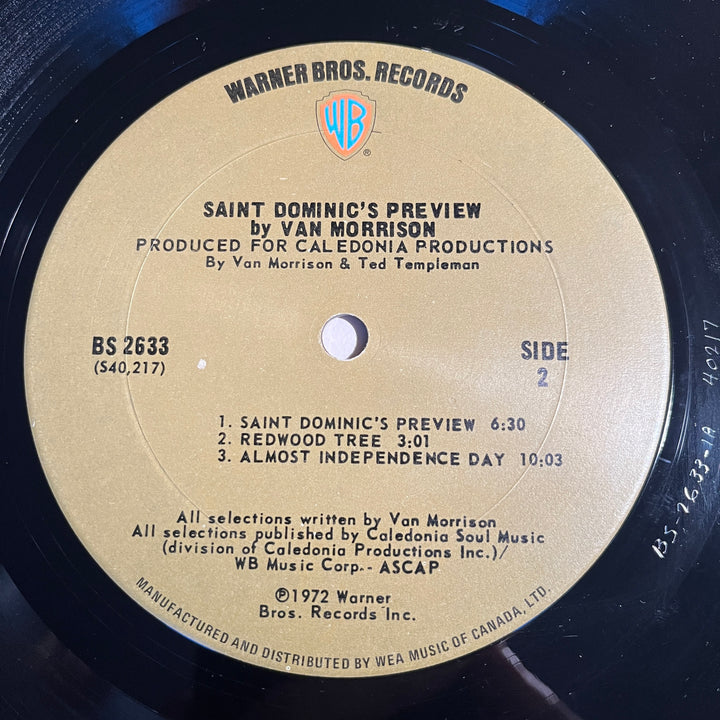 WARNER BROS. RECORDS
WB
®
SAINT DOMINIC'S PREVIEW
by VAN MORRISON
PRODUCED FOR CALEDONIA PRODUCTIONS
By Van Morrison & Ted Templeman
BS 2633
(S40,217)
SIDE
2
1. SAINT DOMINIC'S PREVIEW 6:30
2. REDWOOD TREE 3:01
3. ALMOST INDEPENDENCE DAY 10:03
All selections written by Van Morrison
All selections published by Caledonia Soul Music
(division of Caledonia Productions Inc.)/
WB Music Corp.- ASCAP
℗1972 Warner
Bros. Records Inc.
MANUFACTURED AND DISTRIBUTED BY WEA MUSIC OF CANADA, LTD.
BS-2633-1A 40217